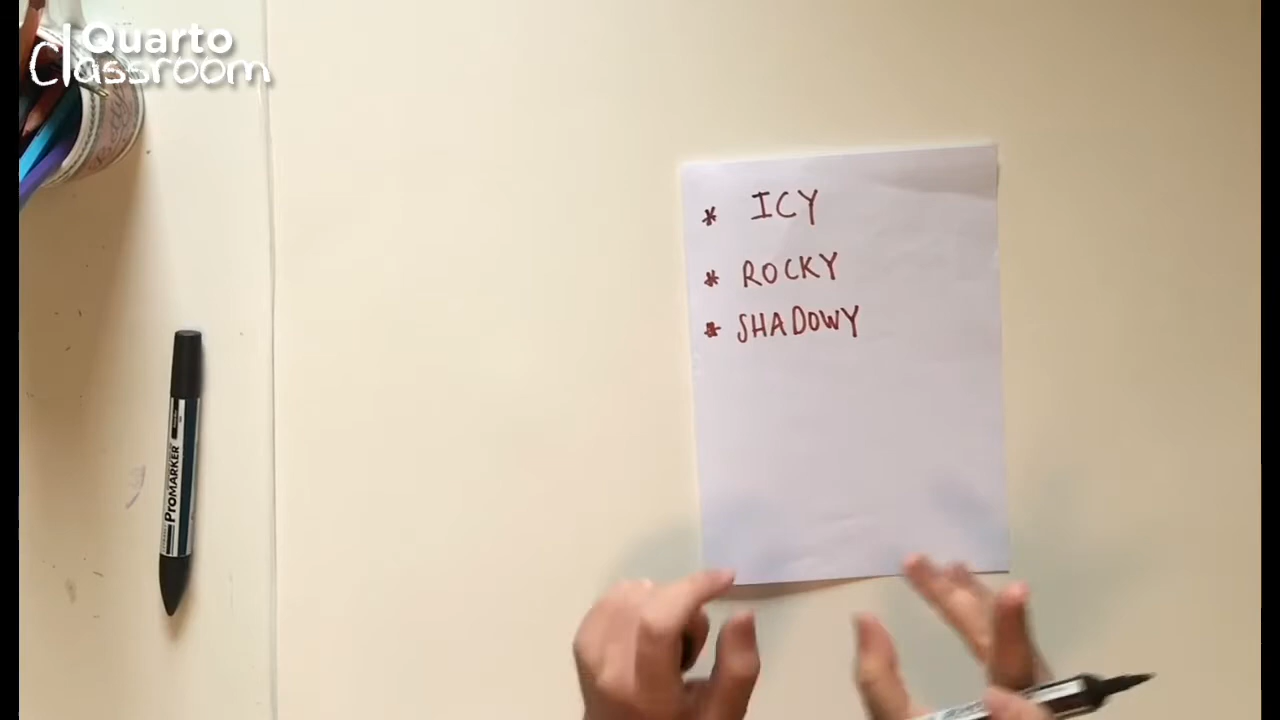 Quarto
Classroom
* ICY
* ROCKY
* SHADOWY
PROMARKER